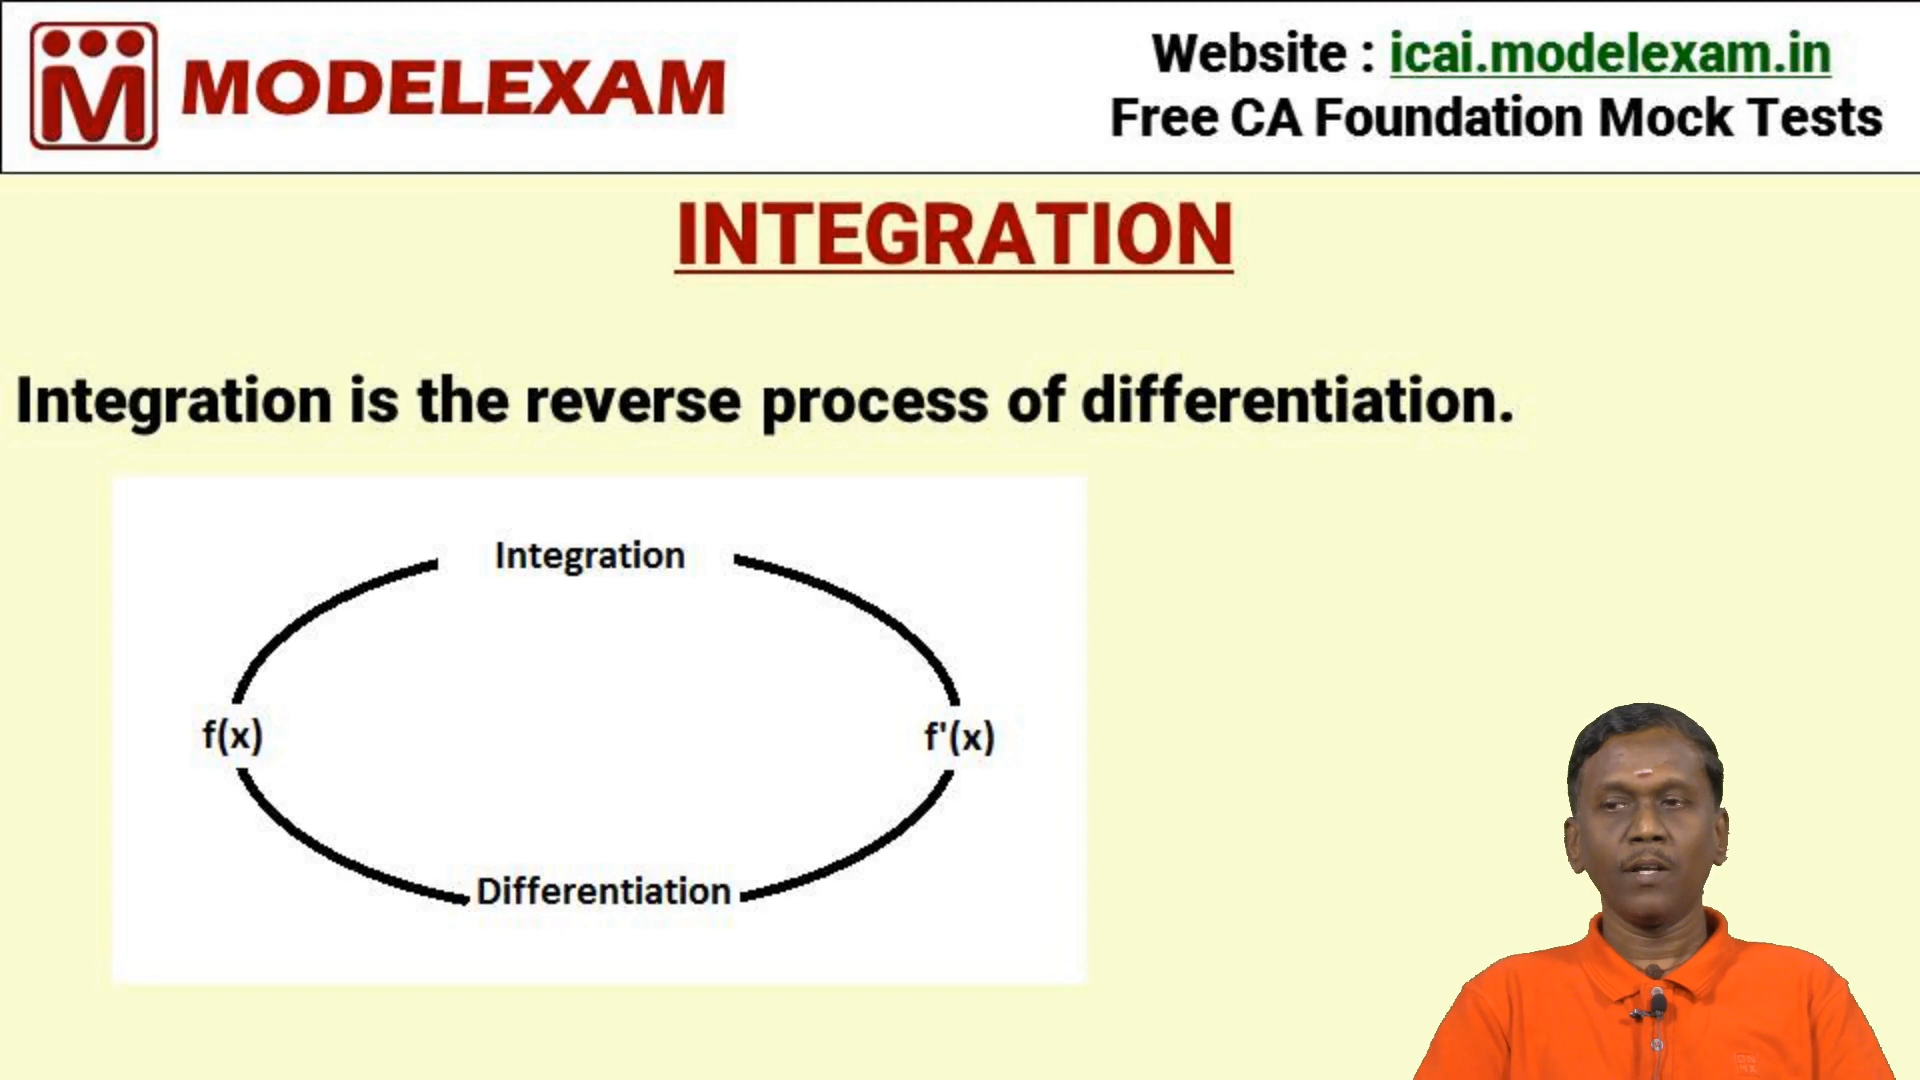 MODELEXAM
Website : icai.modelexam.in
Free CA Foundation Mock Tests
INTEGRATION
Integration is the reverse process of differentiation.
Integration
f(x)
f'(x)
Differentiation